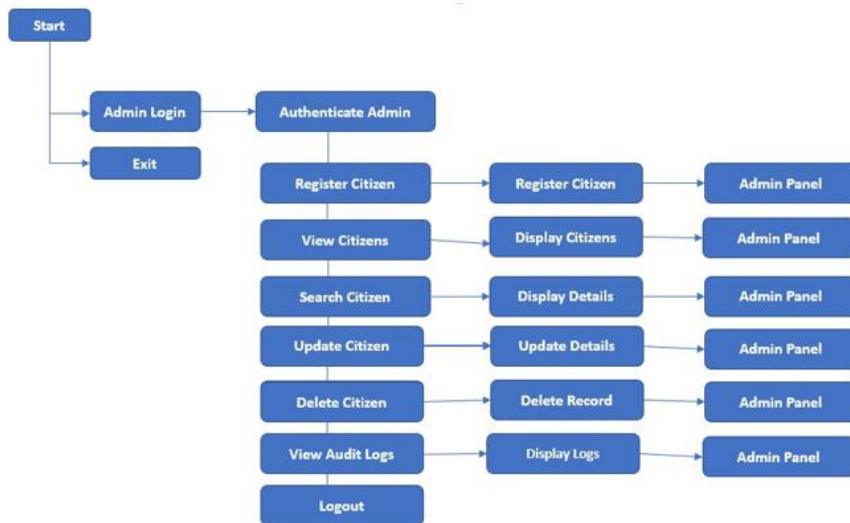 Start
Admin Login
Authenticate Admin
Exit
Register Citizen
Register Citizen
Admin Panel
View Citizens
Display Citizens
Admin Panel
Search Citizen
Display Details
Admin Panel
Update Citizen
Update Details
Admin Panel
Delete Citizen
Delete Record
Admin Panel
View Audit Logs
Display Logs
Admin Panel
Logout